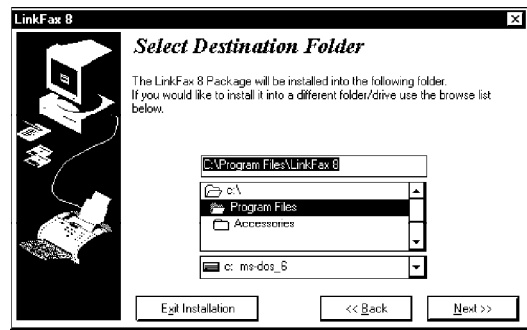 LinkFax 8
Select Destination Folder
The LinkFax 8 Package will be installed into the following folder.
If you would like to install it into a different folder/drive use the browse list
below.
C:\Program Files\LinkFax 8
c:\
Program Files
Accessories
c: ms-dos_6
Exit Installation
<< Back
Next >>